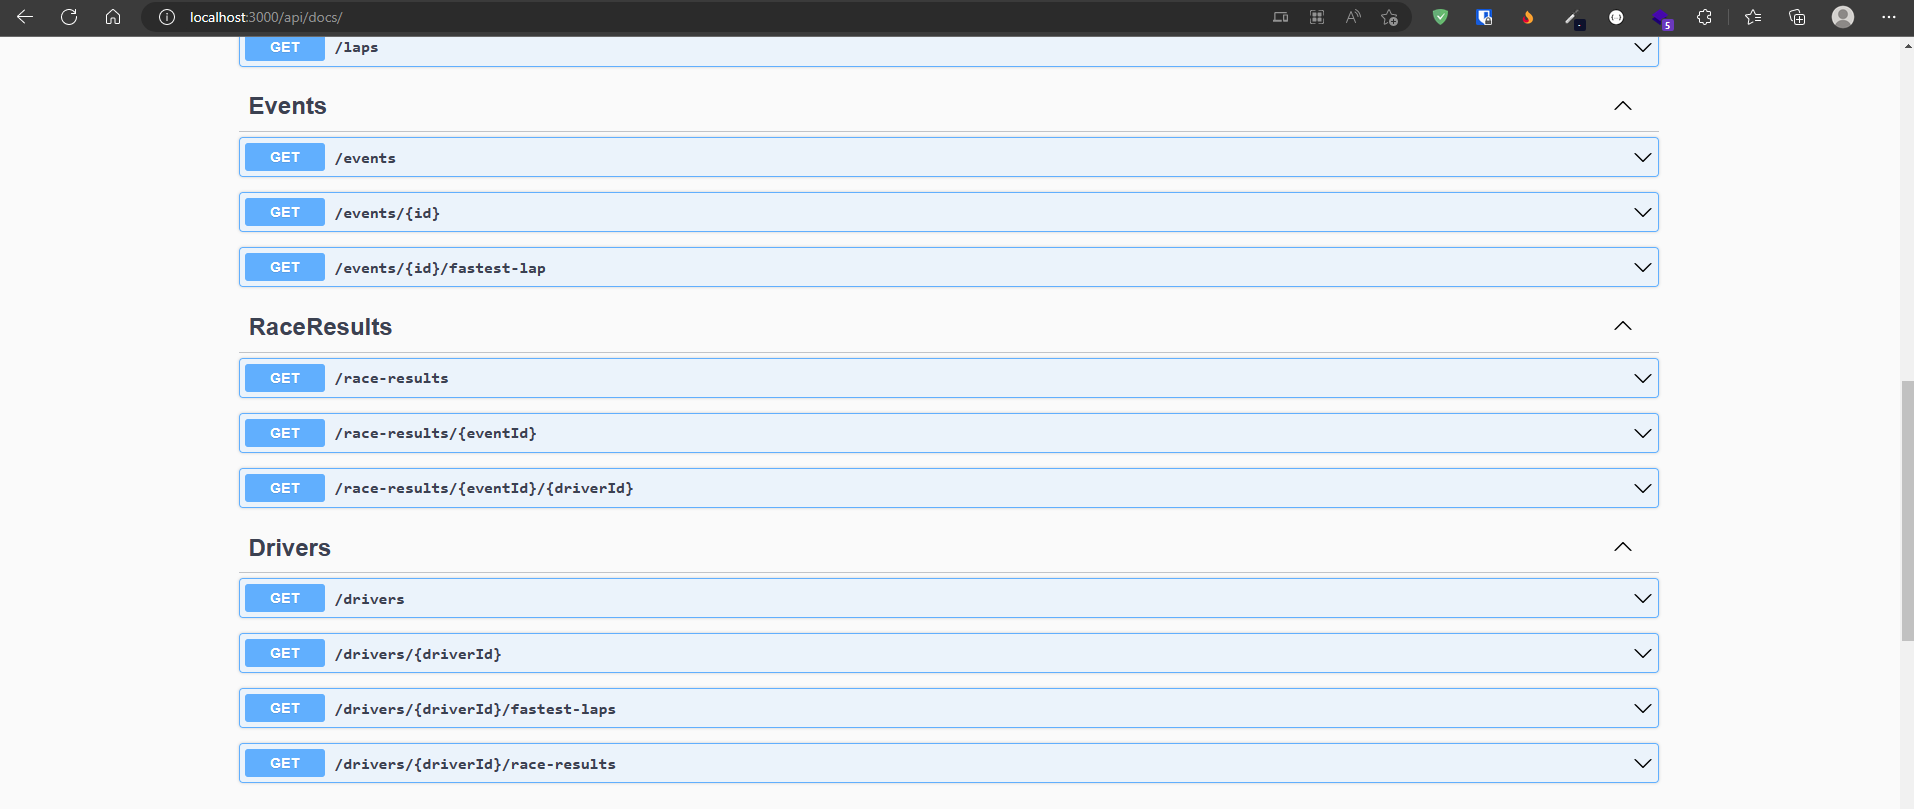 localhost:3000/api/docs/
5
GET /laps
Events
GET /events
GET /events/{id}
GET /events/{id}/fastest-lap
RaceResults
GET /race-results
GET /race-results/{eventId}
GET /race-results/{eventId}/{driverId}
Drivers
GET /drivers
GET /drivers/{driverId}
GET /drivers/{driverId}/fastest-laps
GET /drivers/{driverId}/race-results